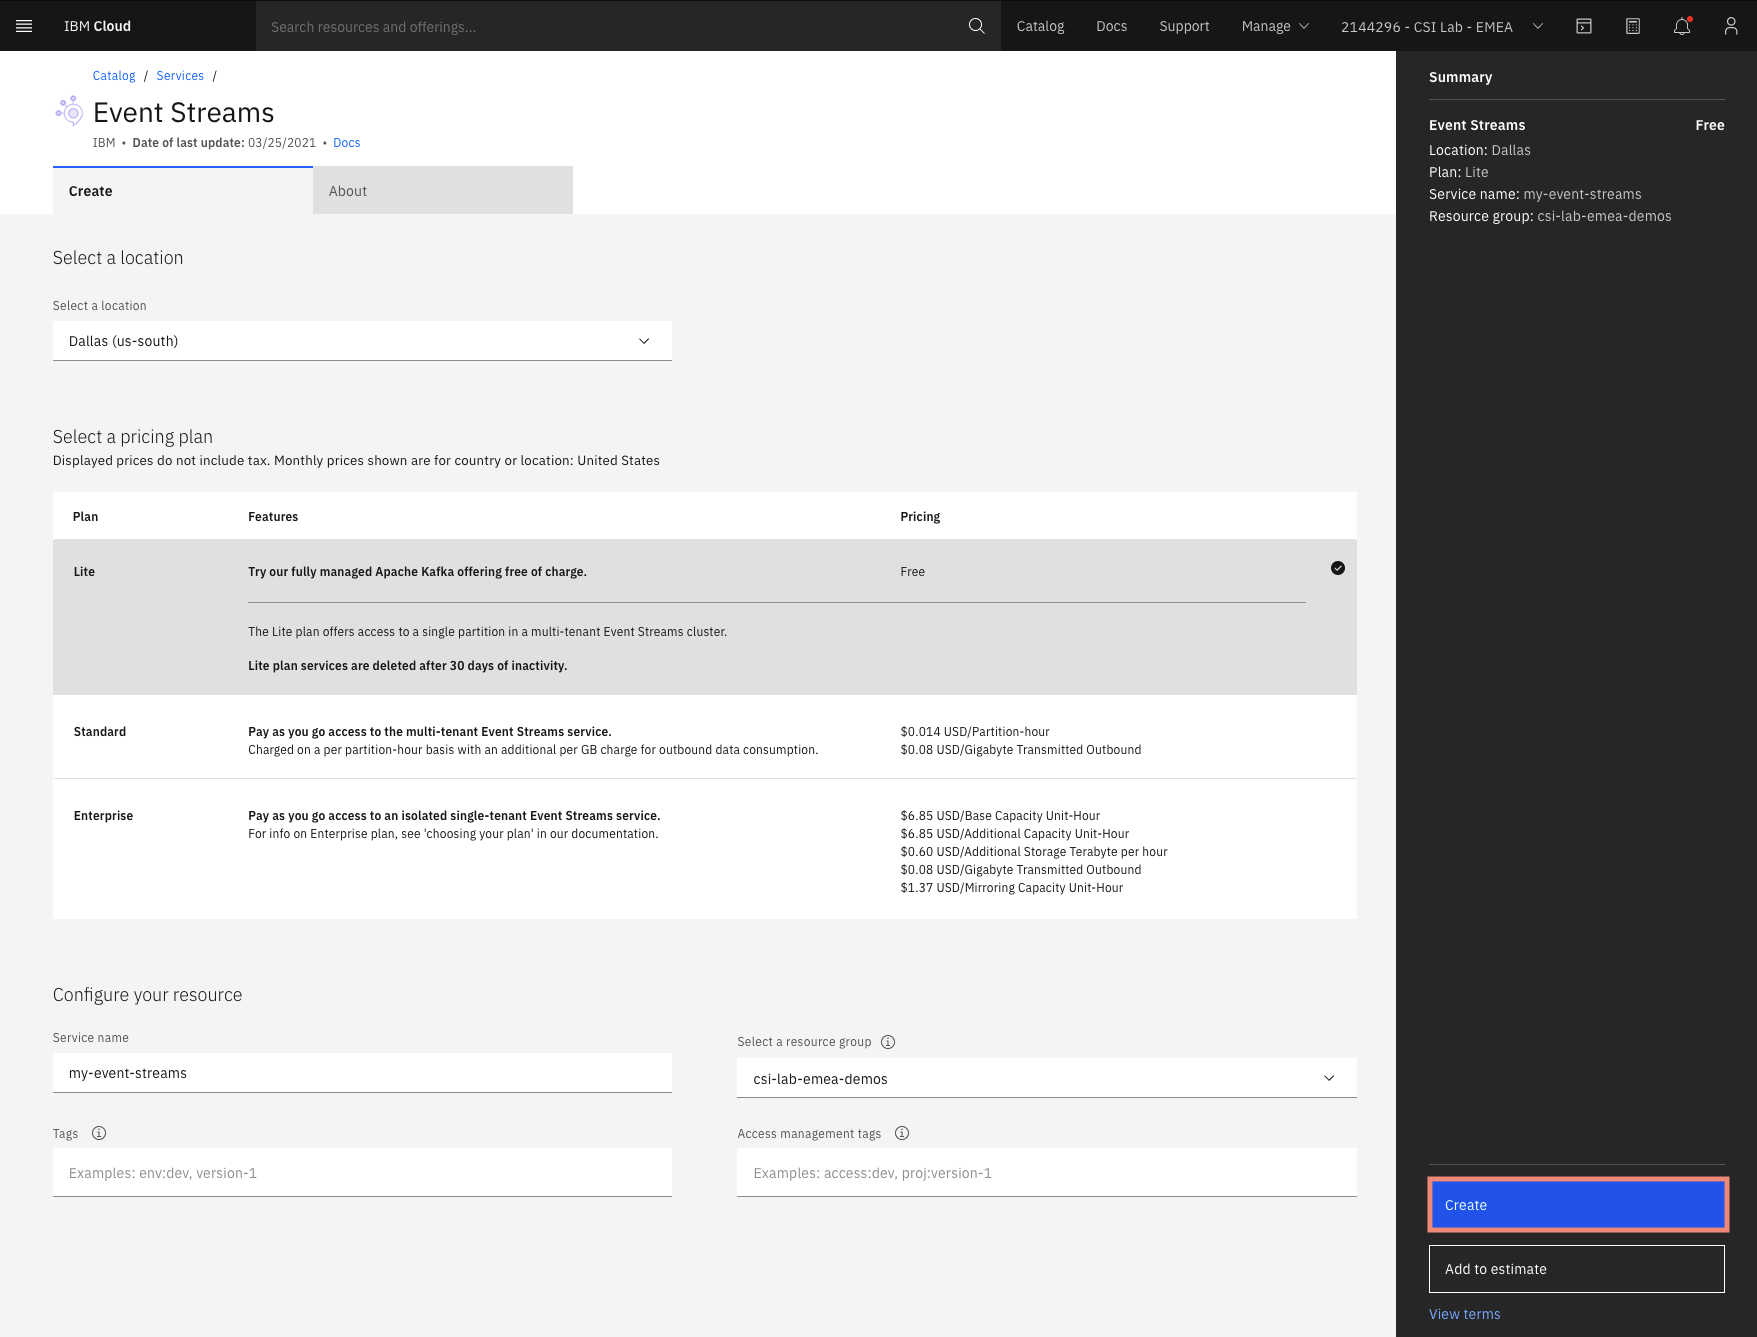 IBM Cloud
Search resources and offerings...
Catalog
Docs
Support
Manage
2144296 - CSI Lab - EMEA
Catalog / Services /
Event Streams
IBM • Date of last update: 03/25/2021 • Docs
Create
About
Select a location
Select a location
Dallas (us-south)
Select a pricing plan
Displayed prices do not include tax. Monthly prices shown are for country or location: United States
Plan
Features
Pricing
Lite
Try our fully managed Apache Kafka offering free of charge.
Free
The Lite plan offers access to a single partition in a multi-tenant Event Streams cluster.
Lite plan services are deleted after 30 days of inactivity.
Standard
Pay as you go access to the multi-tenant Event Streams service.
Charged on a per partition-hour basis with an additional per GB charge for outbound data consumption.
$0.014 USD/Partition-hour
$0.08 USD/Gigabyte Transmitted Outbound
Enterprise
Pay as you go access to an isolated single-tenant Event Streams service.
For info on Enterprise plan, see 'choosing your plan' in our documentation.
$6.85 USD/Base Capacity Unit-Hour
$6.85 USD/Additional Capacity Unit-Hour
$0.60 USD/Additional Storage Terabyte per hour
$0.08 USD/Gigabyte Transmitted Outbound
$1.37 USD/Mirroring Capacity Unit-Hour
Configure your resource
Service name
my-event-streams
Select a resource group
csi-lab-emea-demos
Tags
Examples: env:dev, version-1
Access management tags
Examples: access:dev, proj:version-1
Summary
Event Streams
Free
Location: Dallas
Plan: Lite
Service name: my-event-streams
Resource group: csi-lab-emea-demos
Create
Add to estimate
View terms